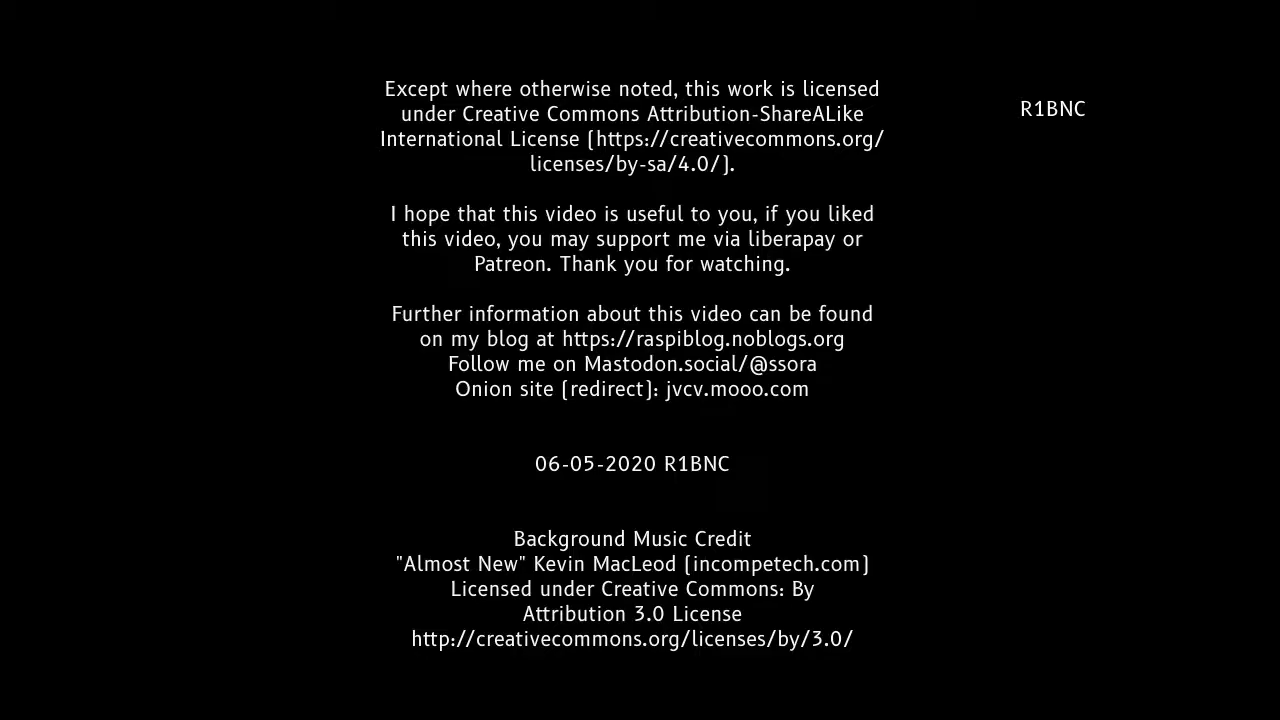 Except where otherwise noted, this work is licensed
under Creative Commons Attribution-ShareALike
International License [https://creativecommons.org/
licenses/by-sa/4.0/].
R1BNC
I hope that this video is useful to you, if you liked
this video, you may support me via liberapay or
Patreon. Thank you for watching.
Further information about this video can be found
on my blog at https://raspiblog.noblogs.org
Follow me on Mastodon.social/@ssora
Onion site [redirect]: jvcv.mooo.com
06-05-2020 R1BNC
Background Music Credit
"Almost New" Kevin MacLeod [incompetech.com]
Licensed under Creative Commons: By
Attribution 3.0 License
http://creativecommons.org/licenses/by/3.0/